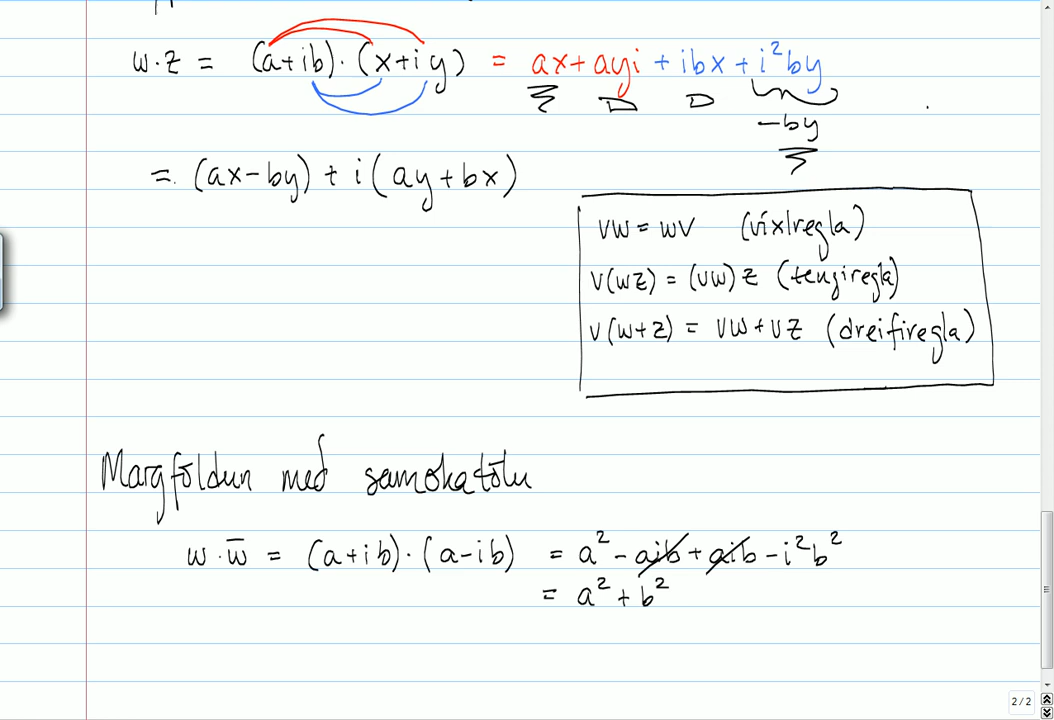 w·z = (a+ib)·(x+iy) = ax+ayi+ibx+i²by
-by
= (ax-by)+i(ay+bx)
vw = wv (víxlregla)
v(wz) = (vw)z (tengiregla)
v(w+z) = vw+vz (dreifiregla)
Margföldun með samokatölu
w·w̄ = (a+ib)·(a-ib) = a²-aib+aib-i²b²
= a²+b²
2/2